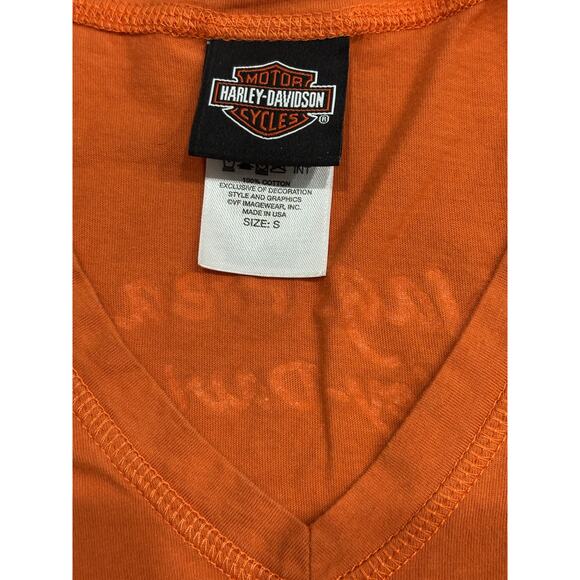 MOTOR
HARLEY-DAVIDSON
CYCLES ®
INT
100% COTTON
EXCLUSIVE OF DECORATION
STYLE AND GRAPHICS
©VF IMAGEWEAR, INC.
MADE IN USA
SIZE: S